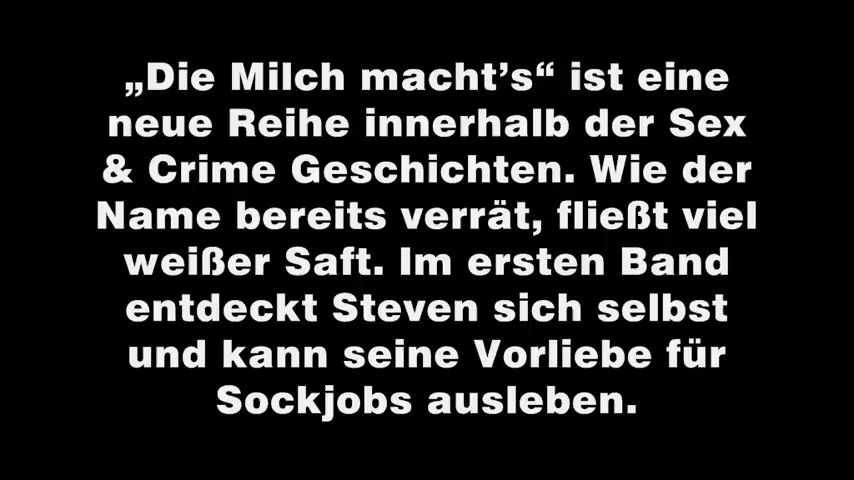 „Die Milch macht’s“ ist eine
neue Reihe innerhalb der Sex
& Crime Geschichten. Wie der
Name bereits verrät, fließt viel
weißer Saft. Im ersten Band
entdeckt Steven sich selbst
und kann seine Vorliebe für
Sockjobs ausleben.